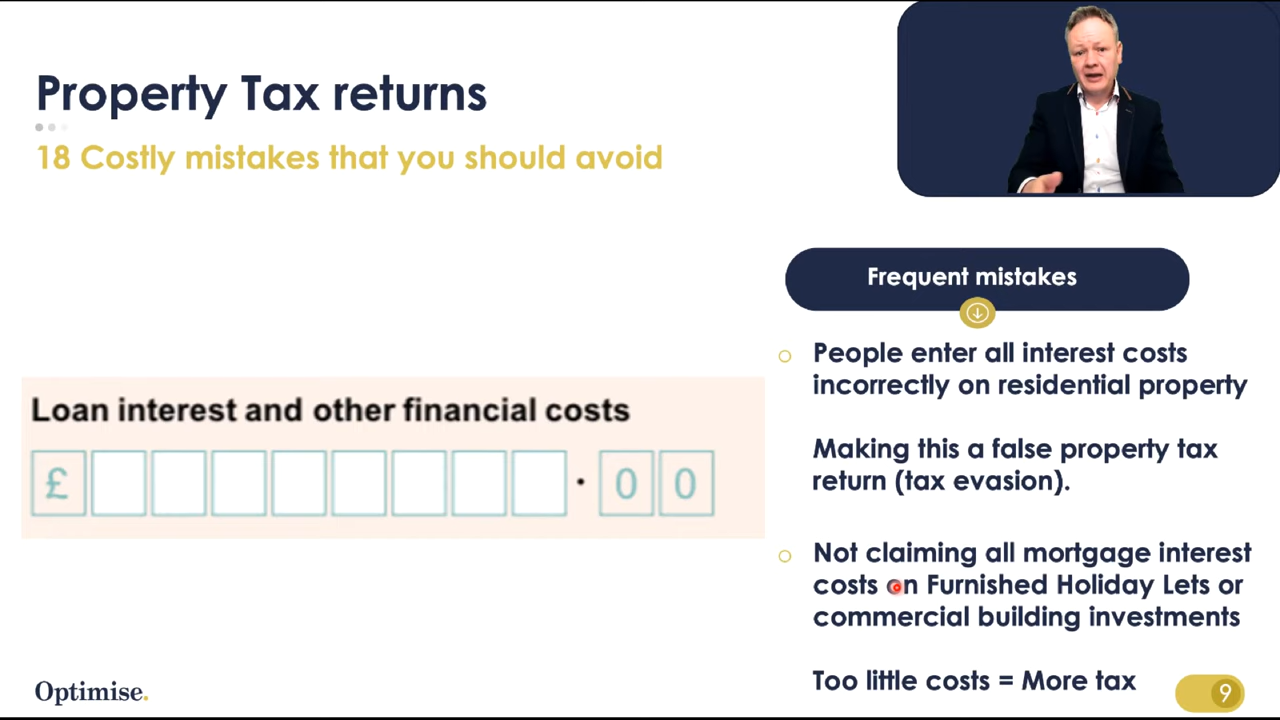 Property Tax returns
18 Costly mistakes that you should avoid
Frequent mistakes
People enter all interest costs
incorrectly on residential property
Making this a false property tax
return (tax evasion).
Not claiming all mortgage interest
costs on Furnished Holiday Lets or
commercial building investments
Too little costs = More tax
Loan interest and other financial costs
£ . 0 0
Optimise.
9